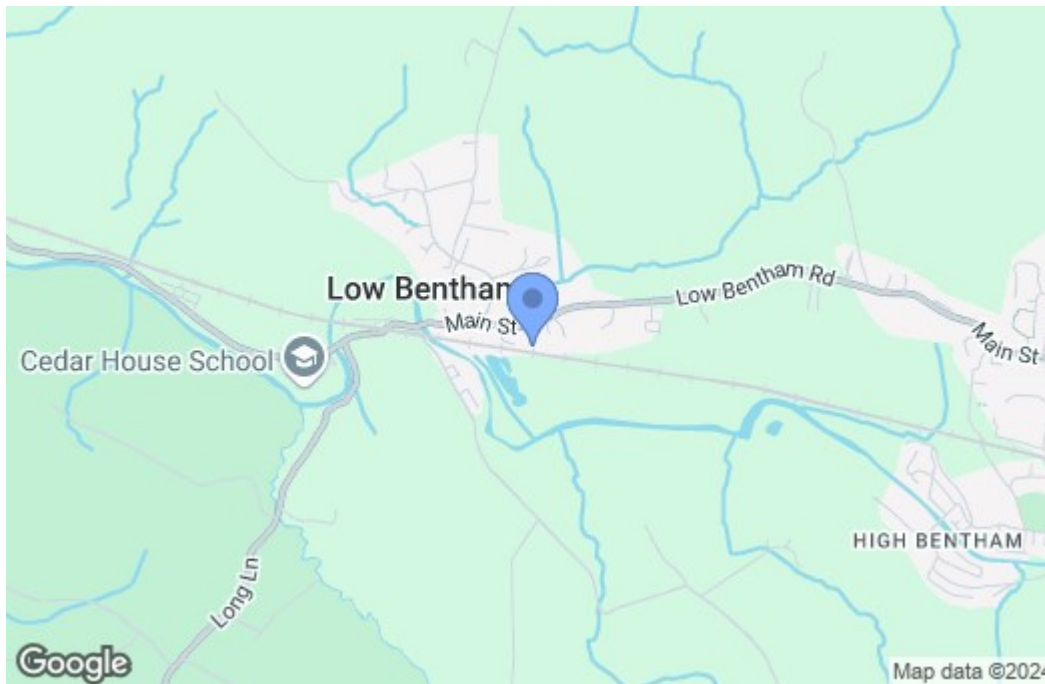 Low Bentham
Main St
Low Bentham Rd
Main St
Cedar House School
HIGH BENTHAM
Long Ln
Google
Map data ©2024